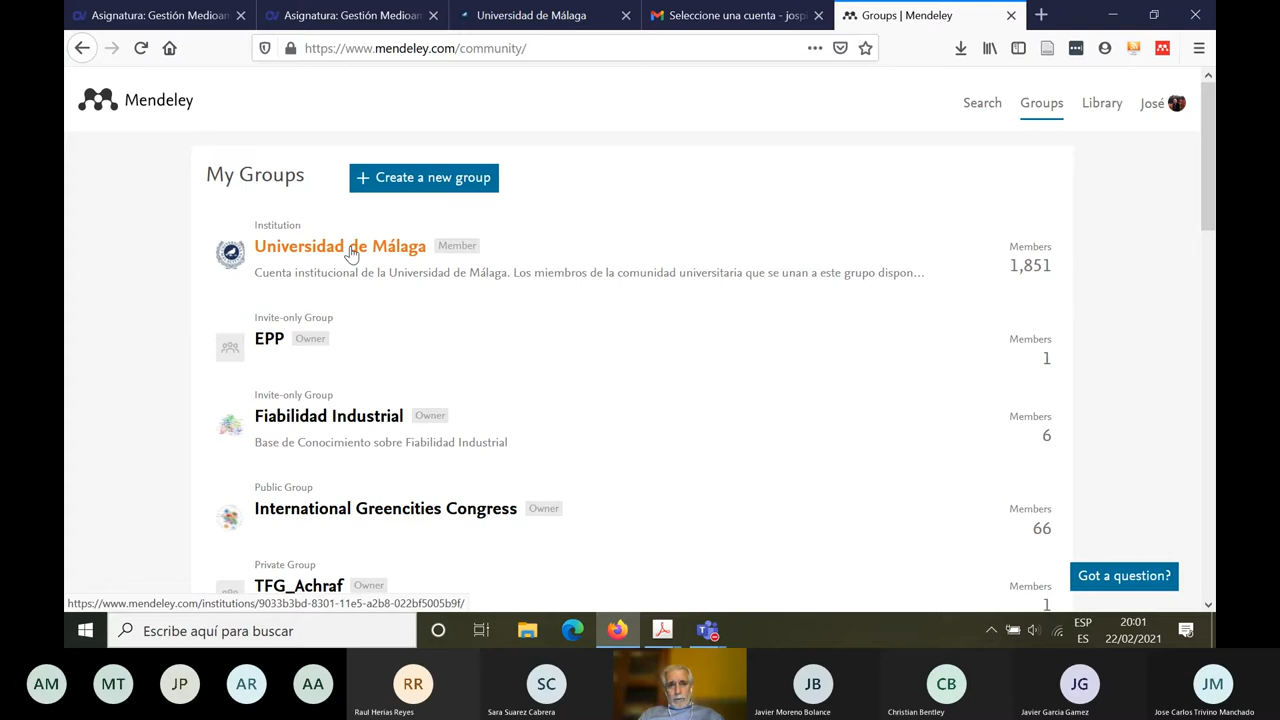 Asignatura: Gestión Medioam
Asignatura: Gestión Medioam
Universidad de Málaga
Seleccione una cuenta - jospi
Groups | Mendeley
https://www.mendeley.com/community/
Mendeley
Search
Groups
Library
José
My Groups
+ Create a new group
Institution
Universidad de Málaga Member
Cuenta institucional de la Universidad de Málaga. Los miembros de la comunidad universitaria que se unan a este grupo dispon...
Members
1,851
Invite-only Group
EPP Owner
Members
1
Invite-only Group
Fiabilidad Industrial Owner
Base de Conocimiento sobre Fiabilidad Industrial
Members
6
Public Group
International Greencities Congress Owner
Members
66
Private Group
TFG_Achraf Owner
Members
1
Got a question?
https://www.mendeley.com/institutions/9033b3bd-8301-11e5-a2b8-022bf5005b9f/
Escribe aquí para buscar
ESP
ES
20:01
22/02/2021
AM
MT
JP
AR
AA
RR
Raul Herias Reyes
SC
Sara Suarez Cabrera
JB
Javier Moreno Bolance
CB
Christian Bentley
JG
Javier Garcia Gamez
JM
Jose Carlos Trivino Manchado